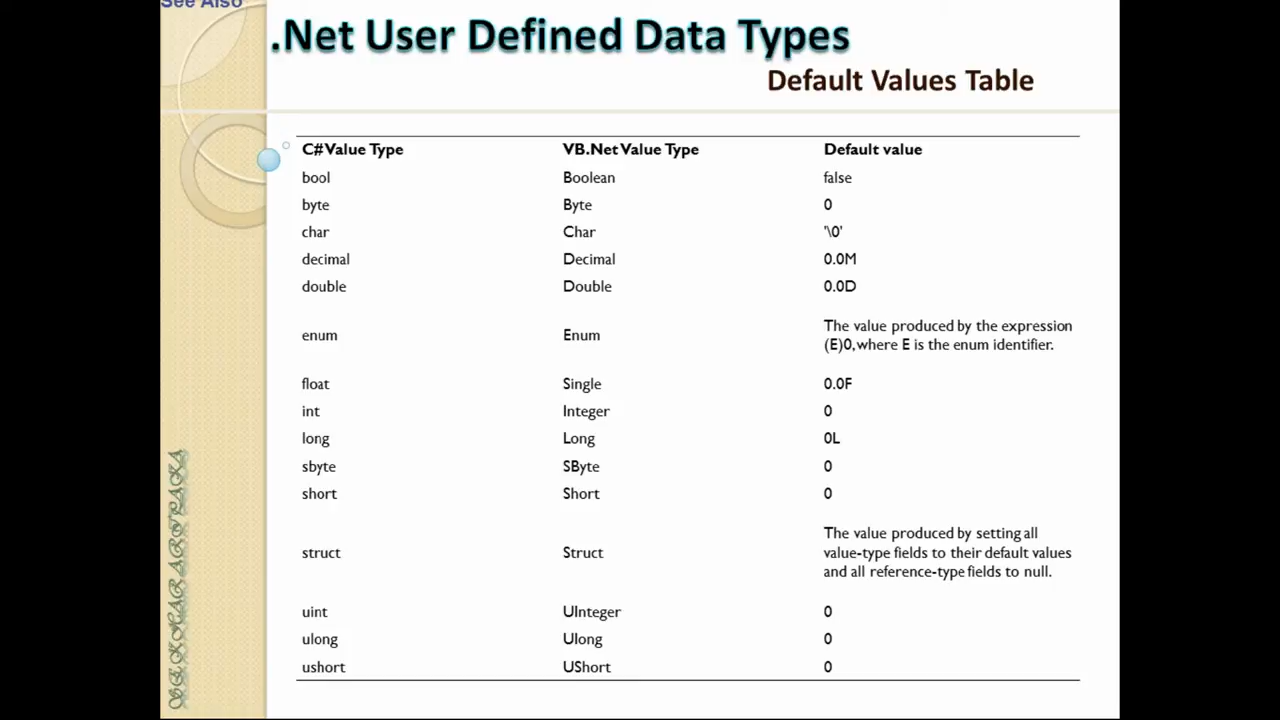 See Also
.Net User Defined Data Types
Default Values Table
C# Value Type VB.Net Value Type Default value
bool Boolean false
byte Byte 0
char Char '\0'
decimal Decimal 0.0M
double Double 0.0D
enum Enum The value produced by the expression
(E)0, where E is the enum identifier.
float Single 0.0F
int Integer 0
long Long 0L
sbyte SByte 0
short Short 0
struct Struct The value produced by setting all
value-type fields to their default values
and all reference-type fields to null.
uint UInteger 0
ulong Ulong 0
ushort UShort 0